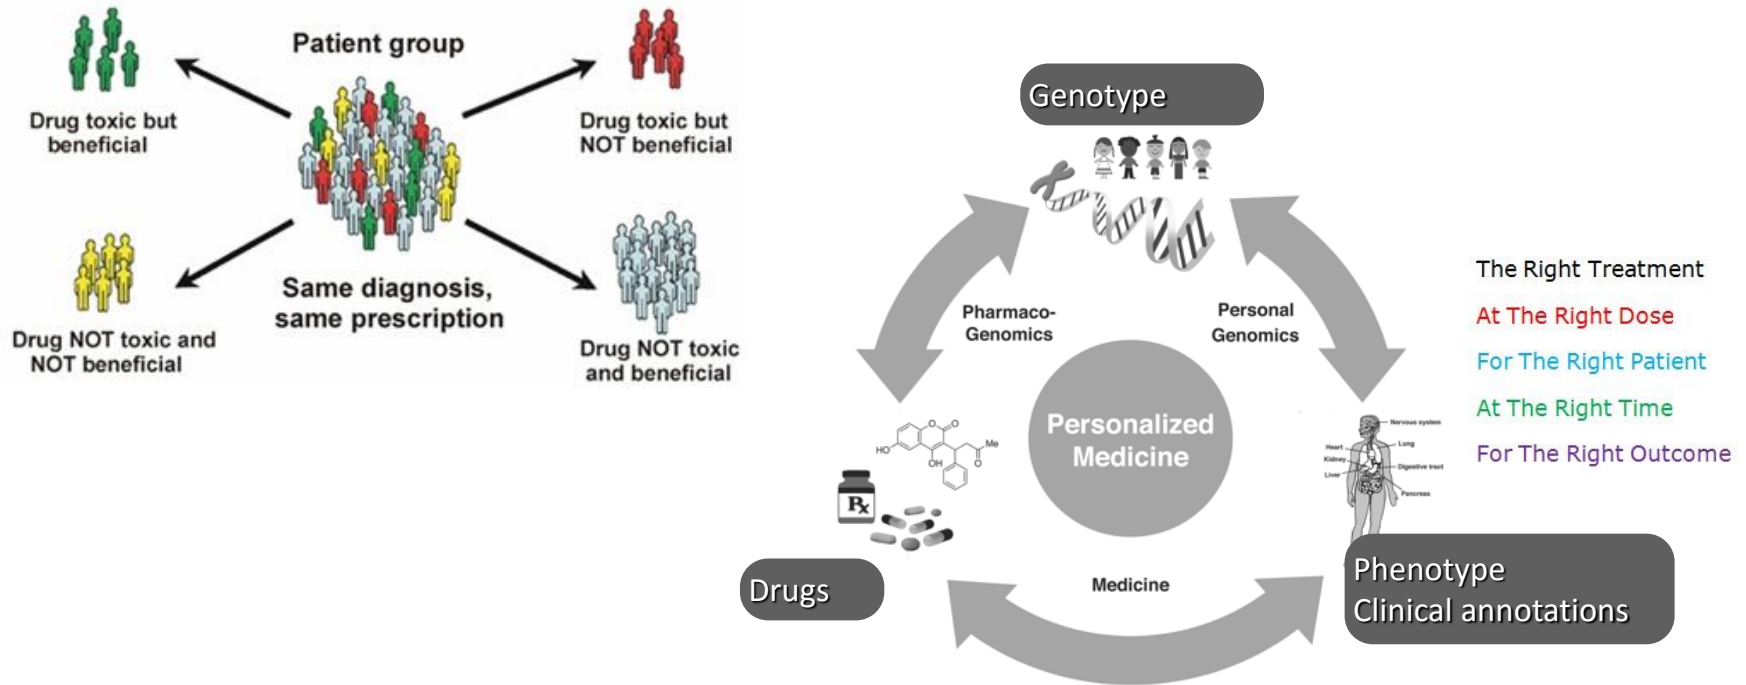 Patient group
Drug toxic but
beneficial
Drug toxic but
NOT beneficial
Same diagnosis,
same prescription
Drug NOT toxic and
NOT beneficial
Drug NOT toxic
and beneficial
Genotype
Pharmaco-
Genomics
Personal
Genomics
Personalized
Medicine
HO
O
O
OH
O
Me
Rx
Drugs
Medicine
Nervous system
Heart
Lung
Kidney
Digestive tract
Liver
Pancreas
Phenotype
Clinical annotations
The Right Treatment
At The Right Dose
For The Right Patient
At The Right Time
For The Right Outcome